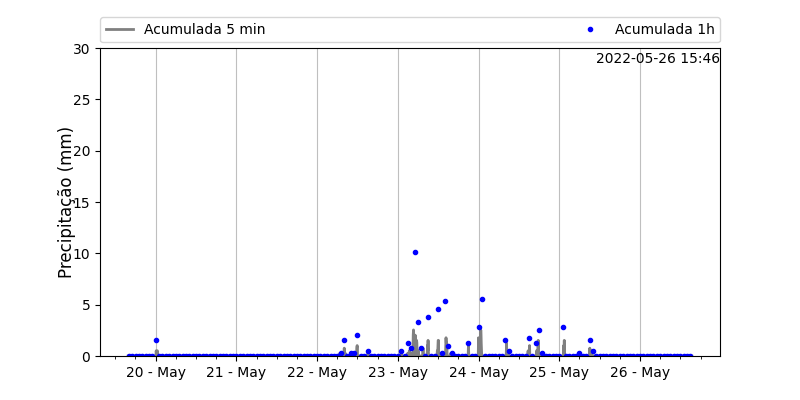 Acumulada 5 min
Acumulada 1h
2022-05-26 15:46
Precipitação (mm)
30
25
20
15
10
5
0
20 - May
21 - May
22 - May
23 - May
24 - May
25 - May
26 - May